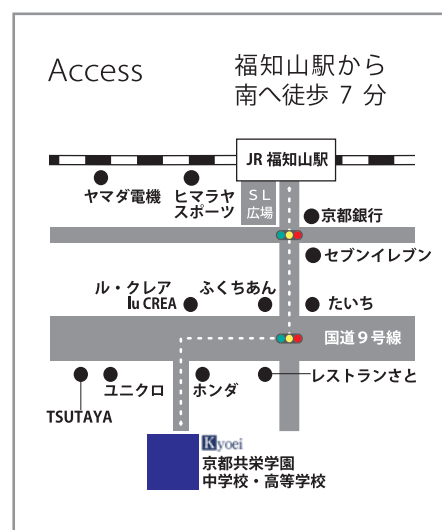 Access
福知山駅から
南へ徒歩 7 分
JR 福知山駅
ヤマダ電機
ヒマラヤ
スポーツ
SL
広場
京都銀行
セブンイレブン
ル・クレア
lu CREA
ふくちあん
たいち
国道9号線
TSUTAYA
ユニクロ
ホンダ
レストランさと
Kyoei
京都共栄学園
中学校・高等学校